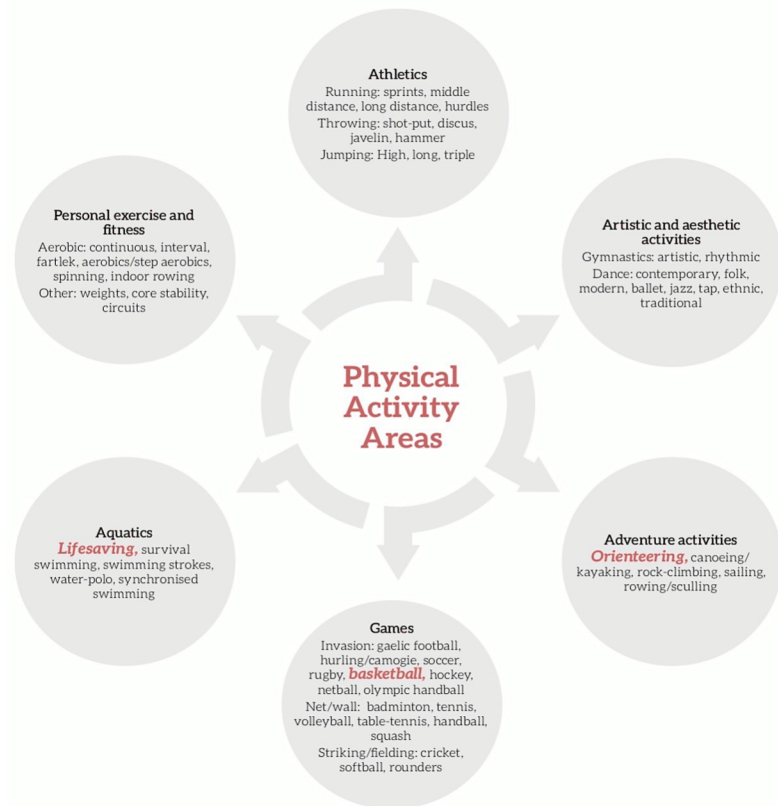 Athletics
Running: sprints, middle
distance, long distance, hurdles
Throwing: shot-put, discus,
javelin, hammer
Jumping: High, long, triple
Personal exercise and
fitness
Aerobic: continuous, interval,
fartlek, aerobics/step aerobics,
spinning, indoor rowing
Other: weights, core stability,
circuits
Artistic and aesthetic
activities
Gymnastics: artistic, rhythmic
Dance: contemporary, folk,
modern, ballet, jazz, tap, ethnic,
traditional
Physical
Activity
Areas
Aquatics
Lifesaving, survival
swimming, swimming strokes,
water-polo, synchronised
swimming
Adventure activities
Orienteering, canoeing/
kayaking, rock-climbing, sailing,
rowing/sculling
Games
Invasion: gaelic football,
hurling/camogie, soccer,
rugby, basketball, hockey,
netball, olympic handball
Net/wall: badminton, tennis,
volleyball, table-tennis, handball,
squash
Striking/fielding: cricket,
softball, rounders